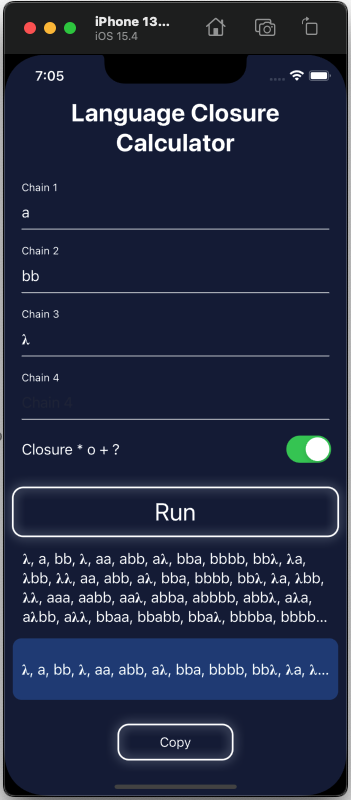 iPhone 13...
iOS 15.4
7:05
Language Closure
Calculator
Chain 1
a
Chain 2
bb
Chain 3
λ
Chain 4
Chain 4
Closure * o + ?
Run
λ, a, bb, λ, aa, abb, aλ, bba, bbbb, bbλ, λa,
λbb, λλ, aa, abb, aλ, bba, bbbb, bbλ, λa, λbb,
λλ, aaa, aabb, aaλ, abba, abbbb, abbλ, aλa,
aλbb, aλλ, bbaa, bbabb, bbaλ, bbbba, bbbb...
λ, a, bb, λ, aa, abb, aλ, bba, bbbb, bbλ, λa, λ...
Copy